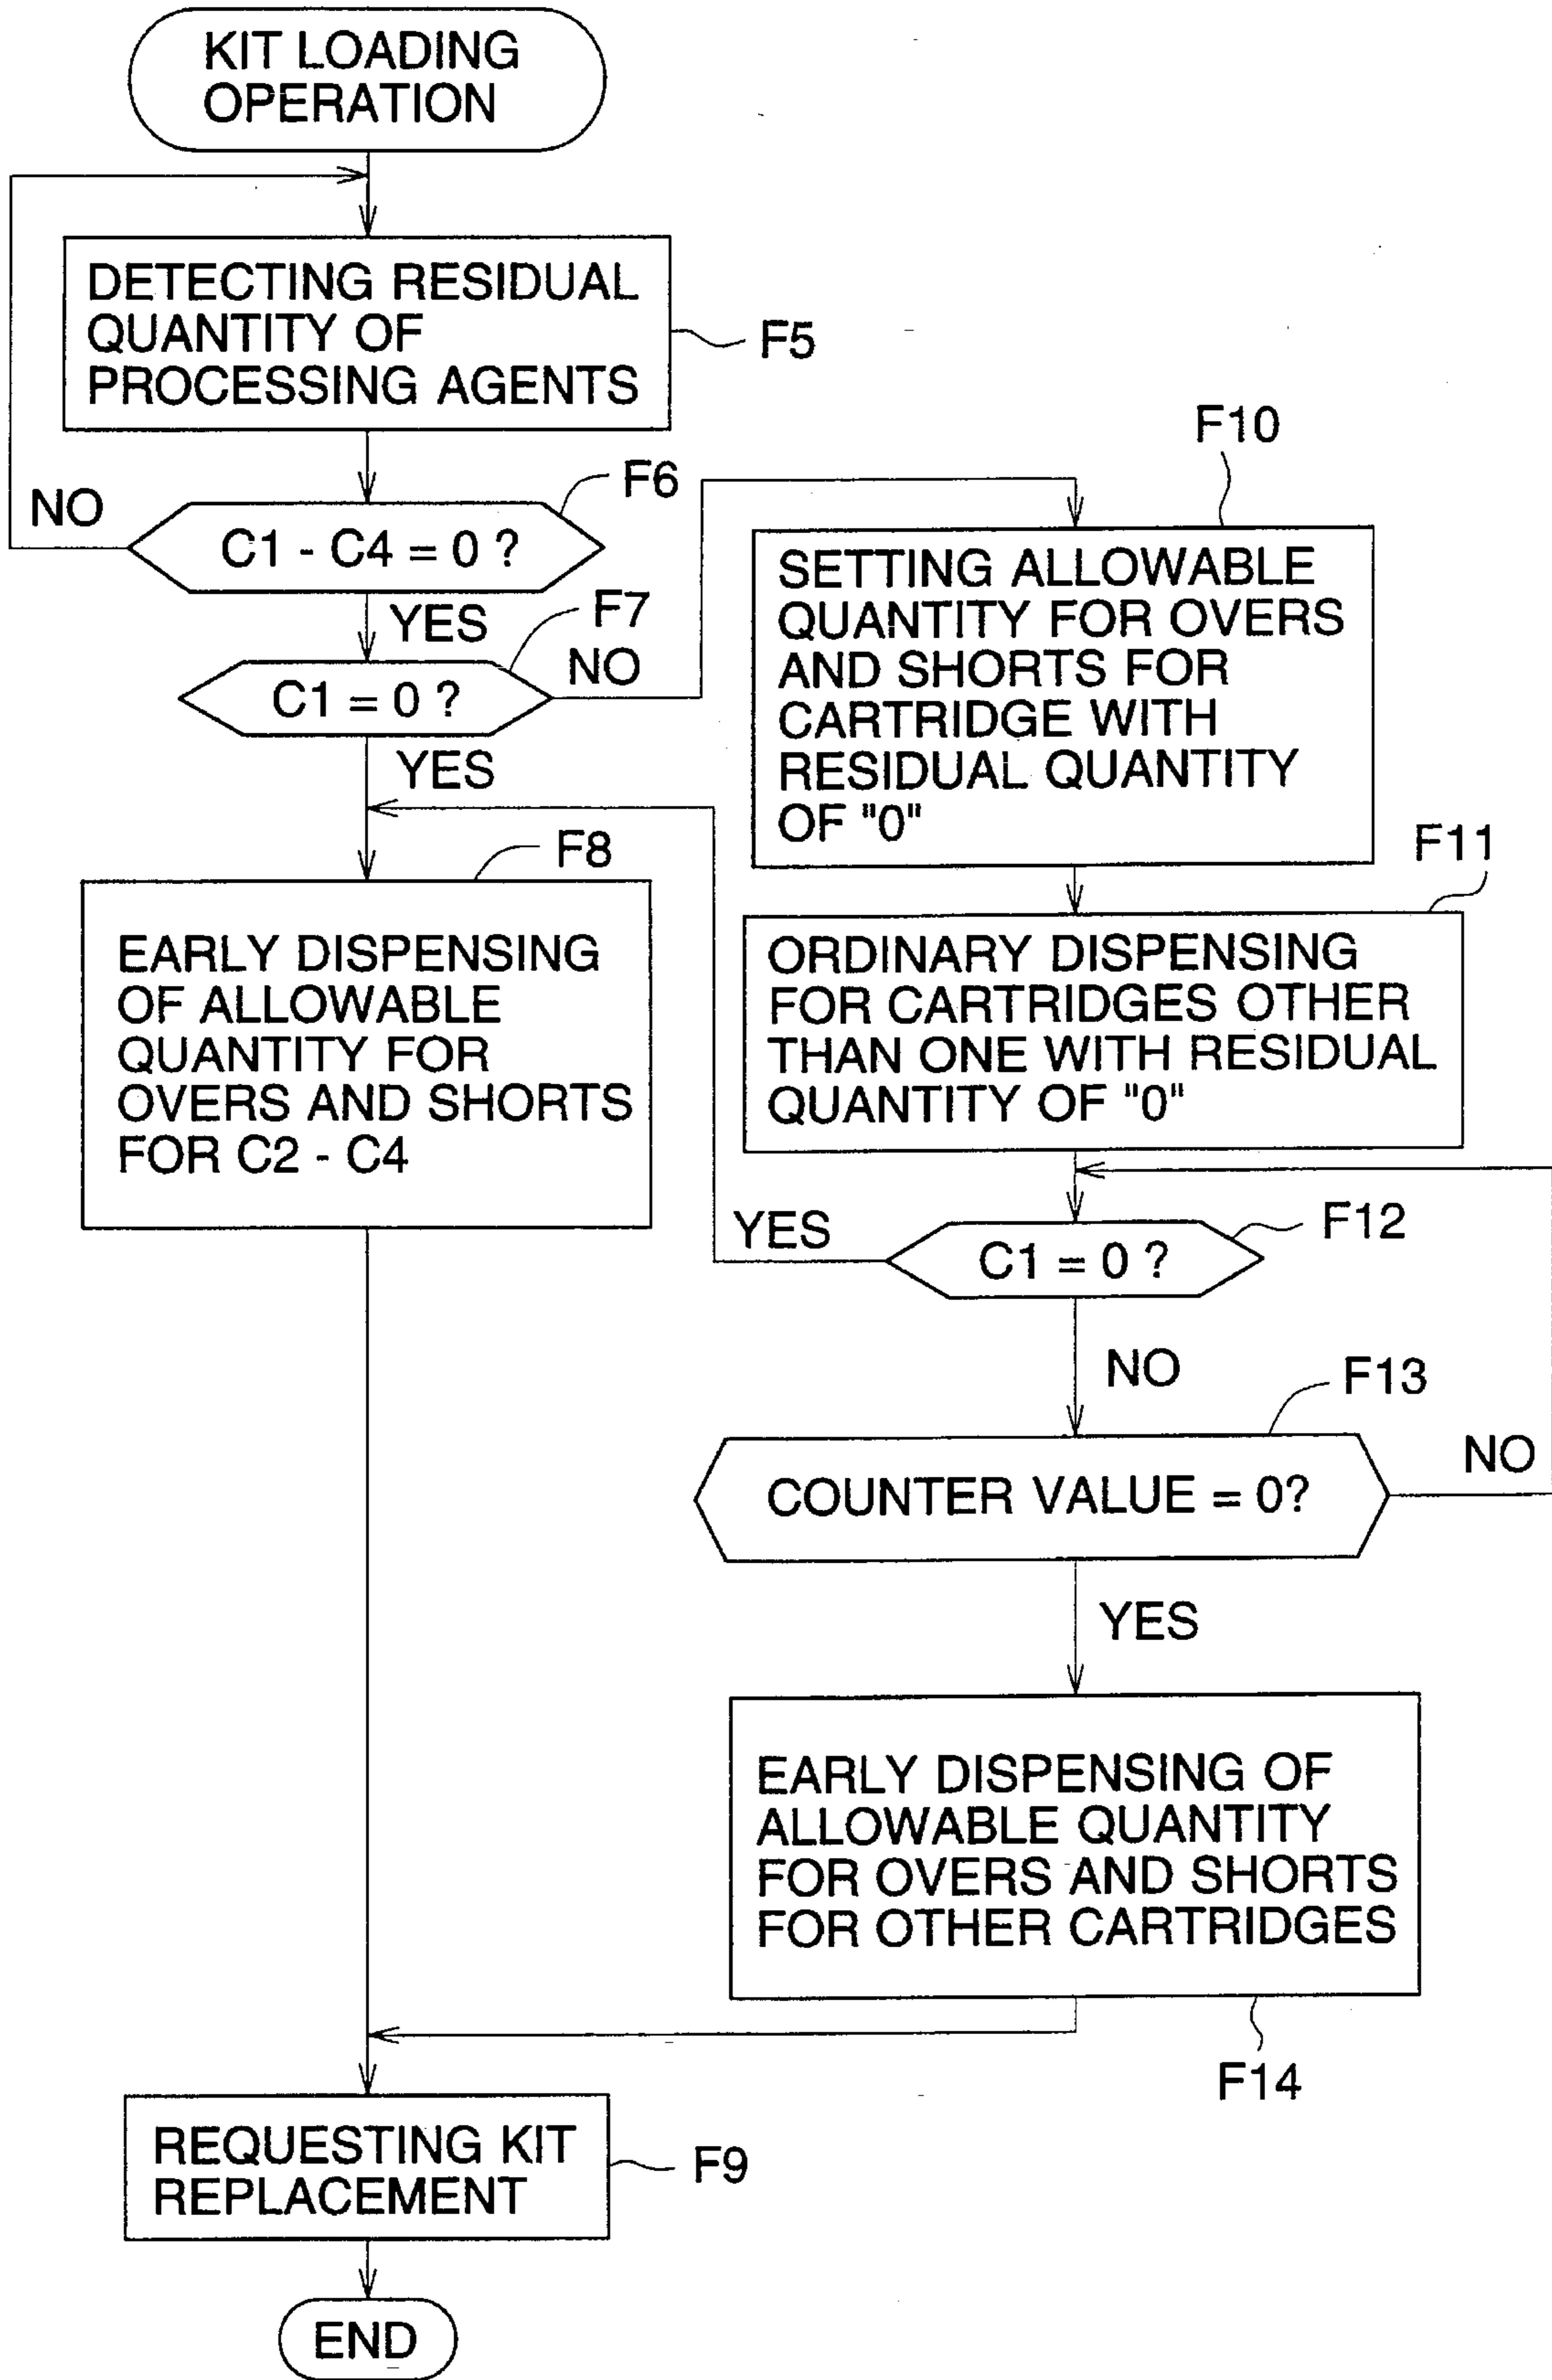 KIT LOADING
OPERATION
DETECTING RESIDUAL
QUANTITY OF
PROCESSING AGENTS
F5
NO
C1 - C4 = 0 ?
F6
YES
C1 = 0 ?
F7
NO
YES
F10
SETTING ALLOWABLE
QUANTITY FOR OVERS
AND SHORTS FOR
CARTRIDGE WITH
RESIDUAL QUANTITY
OF "0"
F8
EARLY DISPENSING
OF ALLOWABLE
QUANTITY FOR
OVERS AND SHORTS
FOR C2 - C4
F11
ORDINARY DISPENSING
FOR CARTRIDGES OTHER
THAN ONE WITH RESIDUAL
QUANTITY OF "0"
YES
C1 = 0 ?
F12
NO
F13
COUNTER VALUE = 0?
NO
YES
EARLY DISPENSING OF
ALLOWABLE QUANTITY
FOR OVERS AND SHORTS
FOR OTHER CARTRIDGES
F14
REQUESTING KIT
REPLACEMENT
F9
END